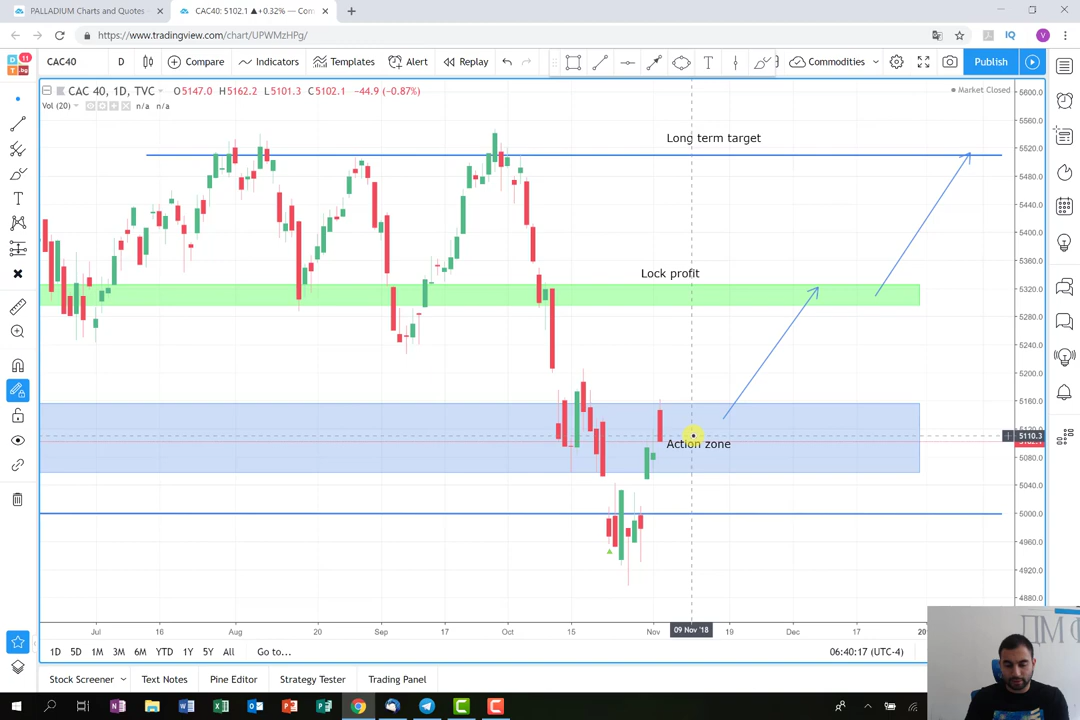 PALLADIUM Charts and Quotes
CAC40: 5102.1 ▲+0.32% — Com
https://www.tradingview.com/chart/UPWMzHPg/
IQ
V
11
CAC40
D
Compare
Indicators
Templates
Alert
Replay
Commodities
Publish
CAC 40, 1D, TVC
O5147.0 H5162.2 L5101.3 C5102.1 −44.9 (−0.87%)
Market Closed
Vol (20)
n/a n/a
Long term target
Lock profit
Action zone
5600.0
5560.0
5520.0
5480.0
5440.0
5400.0
5360.0
5320.0
5280.0
5240.0
5200.0
5160.0
5110.3
5080.0
5040.0
5000.0
4960.0
4920.0
4880.0
Jul
16
Aug
20
Sep
17
Oct
15
Nov
09 Nov '18
19
Dec
17
1D 5D 1M 3M 6M YTD 1Y 5Y All Go to...
06:40:17 (UTC-4)
Stock Screener
Text Notes
Pine Editor
Strategy Tester
Trading Panel